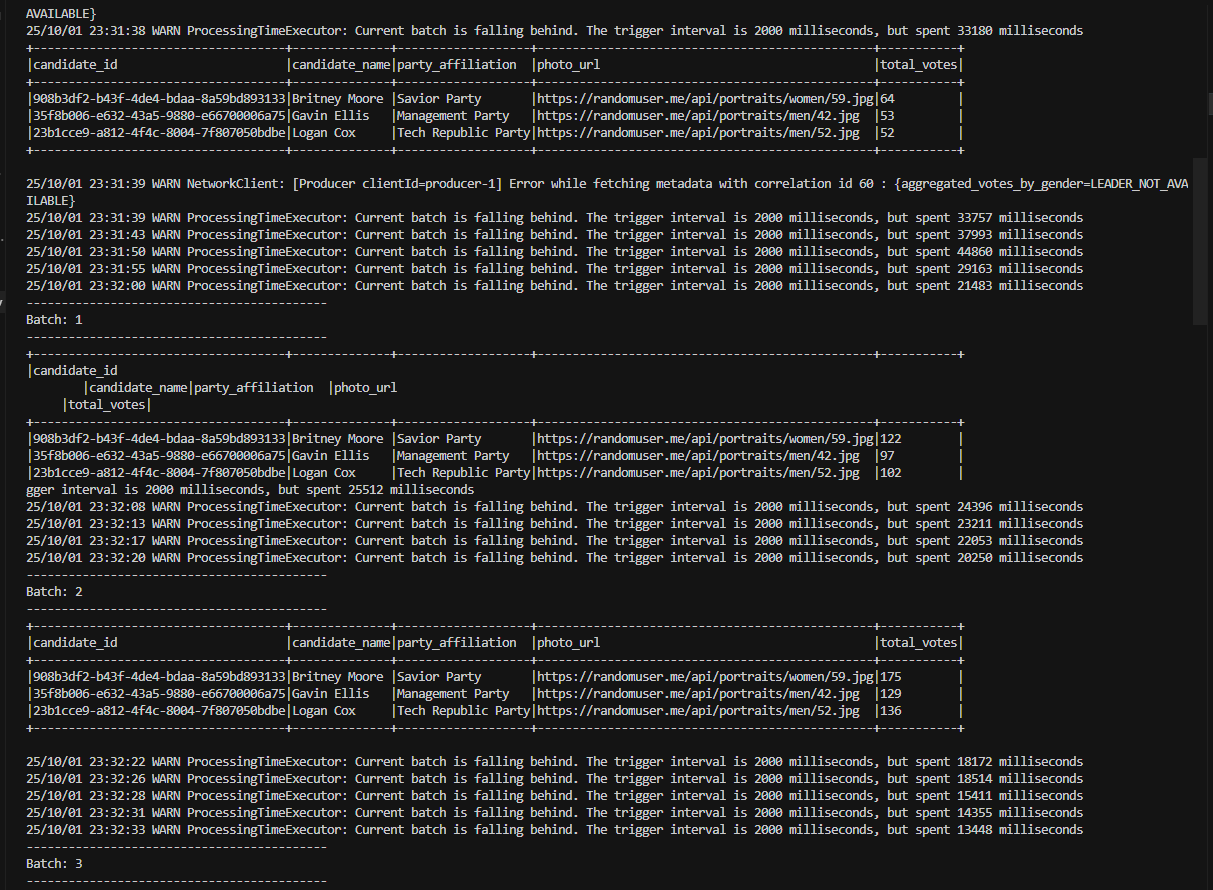 AVAILABLE}
25/10/01 23:31:38 WARN ProcessingTimeExecutor: Current batch is falling behind. The trigger interval is 2000 milliseconds, but spent 33180 milliseconds
+------------------------------------+--------------+-------------------+------------------------------------------------+-----------+
|candidate_id                        |candidate_name|party_affiliation  |photo_url                                       |total_votes|
+------------------------------------+--------------+-------------------+------------------------------------------------+-----------+
|908b3df2-b43f-4de4-bdaa-8a59bd893133|Britney Moore |Savior Party       |https://randomuser.me/api/portraits/women/59.jpg|64         |
|35f8b006-e632-43a5-9880-e66700006a75|Gavin Ellis   |Management Party   |https://randomuser.me/api/portraits/men/42.jpg  |53         |
|23b1cce9-a812-4f4c-8004-7f807050bdbe|Logan Cox     |Tech Republic Party|https://randomuser.me/api/portraits/men/52.jpg  |52         |
+------------------------------------+--------------+-------------------+------------------------------------------------+-----------+
25/10/01 23:31:39 WARN NetworkClient: [Producer clientId=producer-1] Error while fetching metadata with correlation id 60 : {aggregated_votes_by_gender=LEADER_NOT_AVA
ILABLE}
25/10/01 23:31:39 WARN ProcessingTimeExecutor: Current batch is falling behind. The trigger interval is 2000 milliseconds, but spent 33757 milliseconds
25/10/01 23:31:43 WARN ProcessingTimeExecutor: Current batch is falling behind. The trigger interval is 2000 milliseconds, but spent 37993 milliseconds
25/10/01 23:31:50 WARN ProcessingTimeExecutor: Current batch is falling behind. The trigger interval is 2000 milliseconds, but spent 44860 milliseconds
25/10/01 23:31:55 WARN ProcessingTimeExecutor: Current batch is falling behind. The trigger interval is 2000 milliseconds, but spent 29163 milliseconds
25/10/01 23:32:00 WARN ProcessingTimeExecutor: Current batch is falling behind. The trigger interval is 2000 milliseconds, but spent 21483 milliseconds
-------------------------------------------
Batch: 1
-------------------------------------------
+------------------------------------+--------------+-------------------+------------------------------------------------+-----------+
|candidate_id
        |candidate_name|party_affiliation  |photo_url
     |total_votes|
+------------------------------------+--------------+-------------------+------------------------------------------------+-----------+
|908b3df2-b43f-4de4-bdaa-8a59bd893133|Britney Moore |Savior Party       |https://randomuser.me/api/portraits/women/59.jpg|122        |
|35f8b006-e632-43a5-9880-e66700006a75|Gavin Ellis   |Management Party   |https://randomuser.me/api/portraits/men/42.jpg  |97         |
|23b1cce9-a812-4f4c-8004-7f807050bdbe|Logan Cox     |Tech Republic Party|https://randomuser.me/api/portraits/men/52.jpg  |102        |
gger interval is 2000 milliseconds, but spent 25512 milliseconds
25/10/01 23:32:08 WARN ProcessingTimeExecutor: Current batch is falling behind. The trigger interval is 2000 milliseconds, but spent 24396 milliseconds
25/10/01 23:32:13 WARN ProcessingTimeExecutor: Current batch is falling behind. The trigger interval is 2000 milliseconds, but spent 23211 milliseconds
25/10/01 23:32:17 WARN ProcessingTimeExecutor: Current batch is falling behind. The trigger interval is 2000 milliseconds, but spent 22053 milliseconds
25/10/01 23:32:20 WARN ProcessingTimeExecutor: Current batch is falling behind. The trigger interval is 2000 milliseconds, but spent 20250 milliseconds
-------------------------------------------
Batch: 2
-------------------------------------------
+------------------------------------+--------------+-------------------+------------------------------------------------+-----------+
|candidate_id                        |candidate_name|party_affiliation  |photo_url                                       |total_votes|
+------------------------------------+--------------+-------------------+------------------------------------------------+-----------+
|908b3df2-b43f-4de4-bdaa-8a59bd893133|Britney Moore |Savior Party       |https://randomuser.me/api/portraits/women/59.jpg|175        |
|35f8b006-e632-43a5-9880-e66700006a75|Gavin Ellis   |Management Party   |https://randomuser.me/api/portraits/men/42.jpg  |129        |
|23b1cce9-a812-4f4c-8004-7f807050bdbe|Logan Cox     |Tech Republic Party|https://randomuser.me/api/portraits/men/52.jpg  |136        |
+------------------------------------+--------------+-------------------+------------------------------------------------+-----------+
25/10/01 23:32:22 WARN ProcessingTimeExecutor: Current batch is falling behind. The trigger interval is 2000 milliseconds, but spent 18172 milliseconds
25/10/01 23:32:26 WARN ProcessingTimeExecutor: Current batch is falling behind. The trigger interval is 2000 milliseconds, but spent 18514 milliseconds
25/10/01 23:32:28 WARN ProcessingTimeExecutor: Current batch is falling behind. The trigger interval is 2000 milliseconds, but spent 15411 milliseconds
25/10/01 23:32:31 WARN ProcessingTimeExecutor: Current batch is falling behind. The trigger interval is 2000 milliseconds, but spent 14355 milliseconds
25/10/01 23:32:33 WARN ProcessingTimeExecutor: Current batch is falling behind. The trigger interval is 2000 milliseconds, but spent 13448 milliseconds
-------------------------------------------
Batch: 3
-------------------------------------------